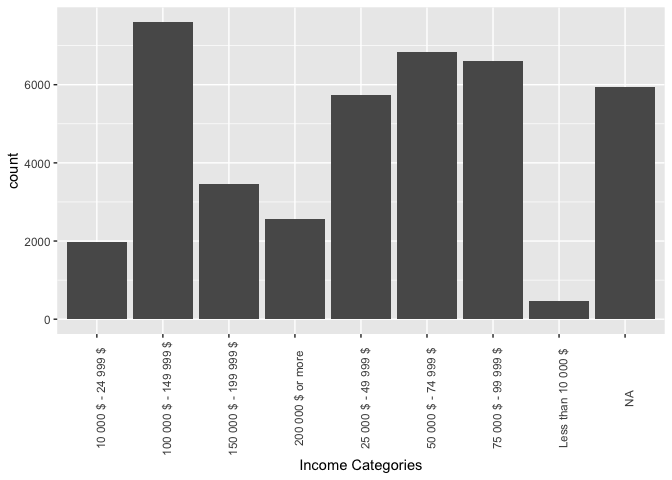 6000
4000
2000
0
count
10 000 $ - 24 999 $
100 000 $ - 149 999 $
150 000 $ - 199 999 $
200 000 $ or more
25 000 $ - 49 999 $
50 000 $ - 74 999 $
75 000 $ - 99 999 $
Less than 10 000 $
NA
Income Categories